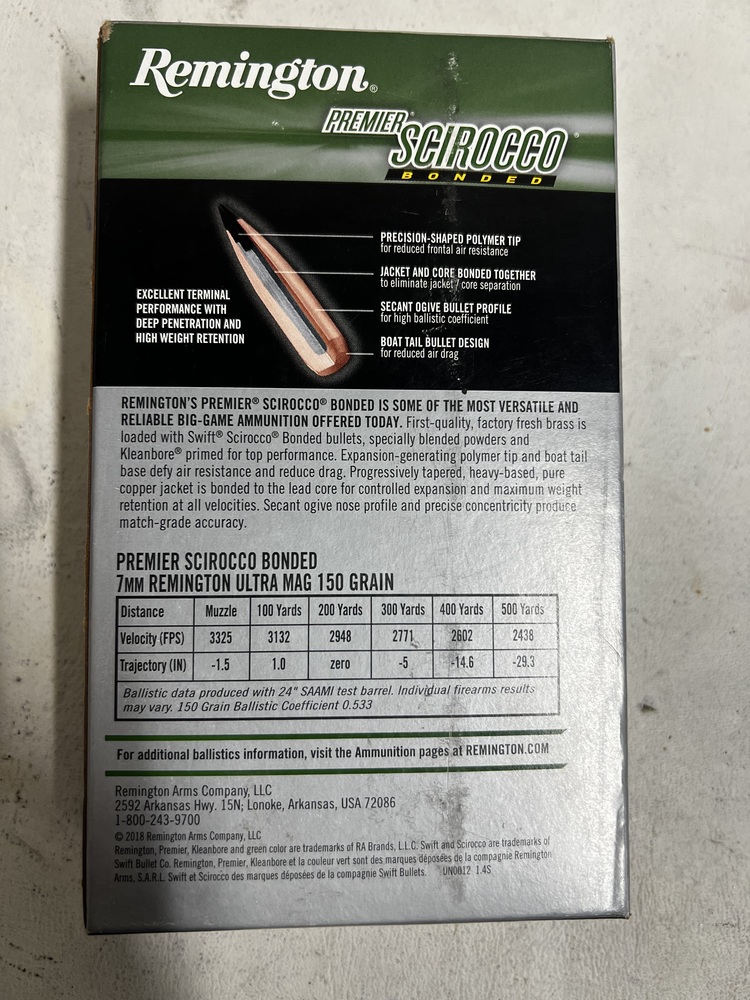 Remington®
PREMIER®
SCIROCCO®
BONDED
PRECISION-SHAPED POLYMER TIP
for reduced frontal air resistance
JACKET AND CORE BONDED TOGETHER
to eliminate jacket / core separation
SECANT OGIVE BULLET PROFILE
for high ballistic coefficient
BOAT TAIL BULLET DESIGN
for reduced air drag
EXCELLENT TERMINAL
PERFORMANCE WITH
DEEP PENETRATION AND
HIGH WEIGHT RETENTION
REMINGTON'S PREMIER® SCIROCCO® BONDED IS SOME OF THE MOST VERSATILE AND
RELIABLE BIG-GAME AMMUNITION OFFERED TODAY. First-quality, factory fresh brass is
loaded with Swift® Scirocco® Bonded bullets, specially blended powders and
Kleanbore® primed for top performance. Expansion-generating polymer tip and boat tail
base defy air resistance and reduce drag. Progressively tapered, heavy-based, pure
copper jacket is bonded to the lead core for controlled expansion and maximum weight
retention at all velocities. Secant ogive nose profile and precise concentricity produce
match-grade accuracy.
PREMIER SCIROCCO BONDED
7MM REMINGTON ULTRA MAG 150 GRAIN
Distance Muzzle 100 Yards 200 Yards 300 Yards 400 Yards 500 Yards
Velocity (FPS) 3325 3132 2948 2771 2602 2438
Trajectory (IN) -1.5 1.0 zero -5 -14.6 -29.3
Ballistic data produced with 24" SAAMI test barrel. Individual firearms results
may vary. 150 Grain Ballistic Coefficient 0.533
For additional ballistics information, visit the Ammunition pages at REMINGTON.COM
Remington Arms Company, LLC
2592 Arkansas Hwy. 15N; Lonoke, Arkansas, USA 72086
1-800-243-9700
© 2018 Remington Arms Company, LLC
Remington, Premier, Kleanbore and green color are trademarks of RA Brands, L.L.C. Swift and Scirocco are trademarks of
Swift Bullet Co. Remington, Premier, Kleanbore et la couleur vert sont des marques déposées de la compagnie Remington
Arms, S.A.R.L. Swift et Scirocco des marques déposées de la compagnie Swift Bullets. UN0012 1.4S